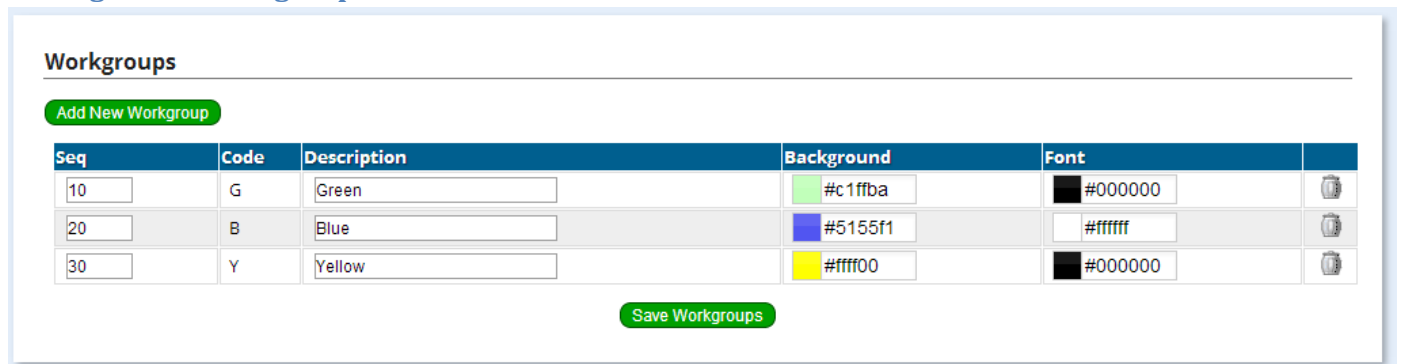 Workgroups
Add New Workgroup
Seq Code Description Background Font
10 G Green #c1ffba #000000
20 B Blue #5155f1 #ffffff
30 Y Yellow #ffff00 #000000
Save Workgroups